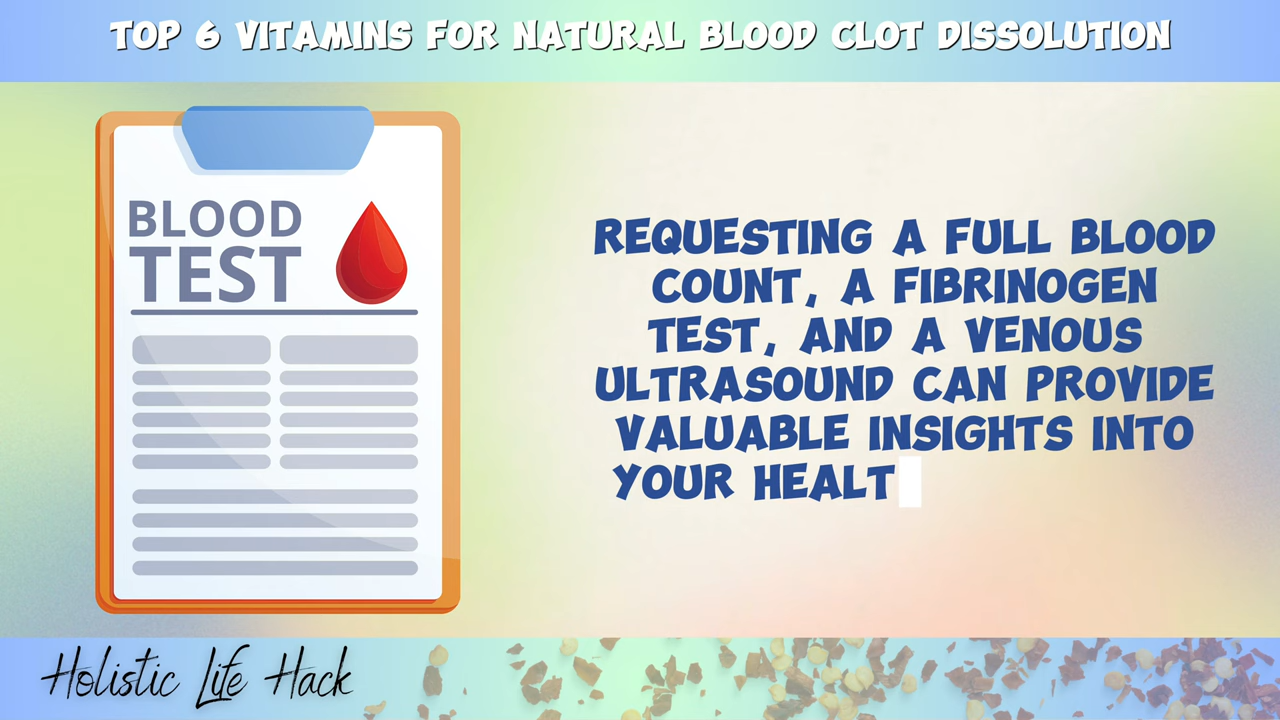 TOP 6 VITAMINS FOR NATURAL BLOOD CLOT DISSOLUTION
BLOOD
TEST
REQUESTING A FULL BLOOD
COUNT, A FIBRINOGEN
TEST, AND A VENOUS
ULTRASOUND CAN PROVIDE
VALUABLE INSIGHTS INTO
YOUR HEALT
Holistic Life Hack